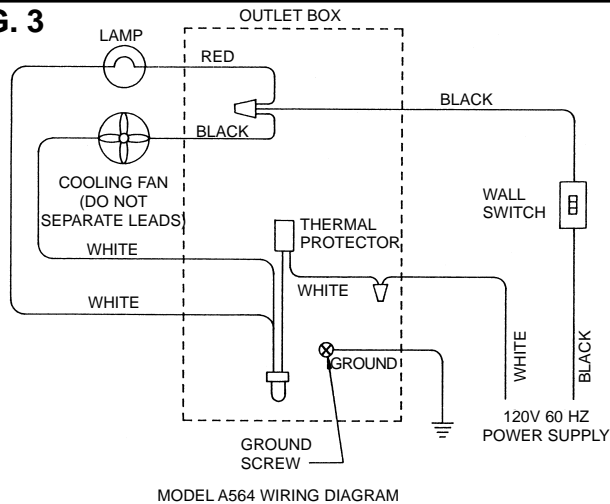 G. 3
OUTLET BOX
LAMP
RED
BLACK
BLACK
COOLING FAN
(DO NOT
SEPARATE LEADS)
WALL
SWITCH
THERMAL
PROTECTOR
WHITE
WHITE
WHITE
GROUND
WHITE
BLACK
120V 60 HZ
POWER SUPPLY
GROUND
SCREW
MODEL A564 WIRING DIAGRAM